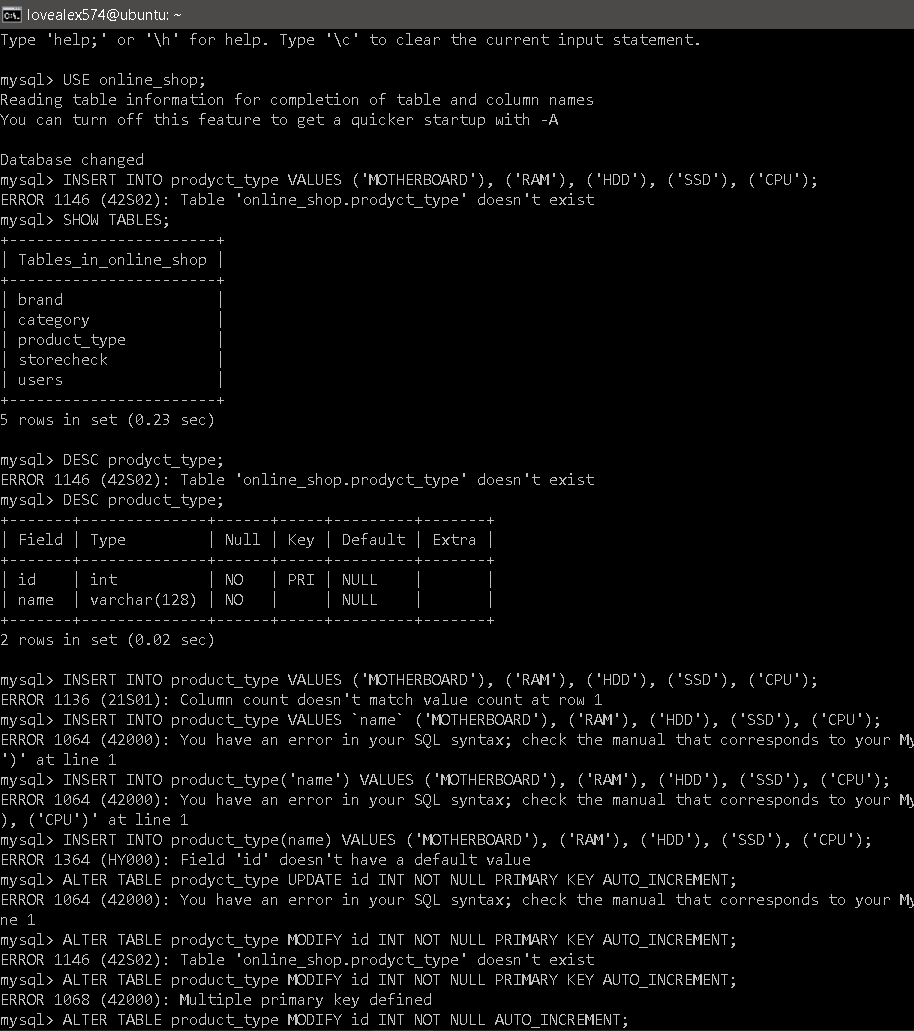 lovealex574@ubuntu: ~
Type 'help;' or '\h' for help. Type '\c' to clear the current input statement.
mysql> USE online_shop;
Reading table information for completion of table and column names
You can turn off this feature to get a quicker startup with -A
Database changed
mysql> INSERT INTO prodyct_type VALUES ('MOTHERBOARD'), ('RAM'), ('HDD'), ('SSD'), ('CPU');
ERROR 1146 (42S02): Table 'online_shop.prodyct_type' doesn't exist
mysql> SHOW TABLES;
+-----------------------+
| Tables_in_online_shop |
+-----------------------+
| brand                 |
| category              |
| product_type          |
| storecheck            |
| users                 |
+-----------------------+
5 rows in set (0.23 sec)
mysql> DESC prodyct_type;
ERROR 1146 (42S02): Table 'online_shop.prodyct_type' doesn't exist
mysql> DESC product_type;
+-------+--------------+------+-----+---------+-------+
| Field | Type         | Null | Key | Default | Extra |
+-------+--------------+------+-----+---------+-------+
| id    | int          | NO   | PRI | NULL    |       |
| name  | varchar(128) | NO   |     | NULL    |       |
+-------+--------------+------+-----+---------+-------+
2 rows in set (0.02 sec)
mysql> INSERT INTO product_type VALUES ('MOTHERBOARD'), ('RAM'), ('HDD'), ('SSD'), ('CPU');
ERROR 1136 (21S01): Column count doesn't match value count at row 1
mysql> INSERT INTO product_type VALUES `name` ('MOTHERBOARD'), ('RAM'), ('HDD'), ('SSD'), ('CPU');
ERROR 1064 (42000): You have an error in your SQL syntax; check the manual that corresponds to your My
')' at line 1
mysql> INSERT INTO product_type('name') VALUES ('MOTHERBOARD'), ('RAM'), ('HDD'), ('SSD'), ('CPU');
ERROR 1064 (42000): You have an error in your SQL syntax; check the manual that corresponds to your My
), ('CPU')' at line 1
mysql> INSERT INTO product_type(name) VALUES ('MOTHERBOARD'), ('RAM'), ('HDD'), ('SSD'), ('CPU');
ERROR 1364 (HY000): Field 'id' doesn't have a default value
mysql> ALTER TABLE prodyct_type UPDATE id INT NOT NULL PRIMARY KEY AUTO_INCREMENT;
ERROR 1064 (42000): You have an error in your SQL syntax; check the manual that corresponds to your My
ne 1
mysql> ALTER TABLE prodyct_type MODIFY id INT NOT NULL PRIMARY KEY AUTO_INCREMENT;
ERROR 1146 (42S02): Table 'online_shop.prodyct_type' doesn't exist
mysql> ALTER TABLE product_type MODIFY id INT NOT NULL PRIMARY KEY AUTO_INCREMENT;
ERROR 1068 (42000): Multiple primary key defined
mysql> ALTER TABLE product_type MODIFY id INT NOT NULL AUTO_INCREMENT;